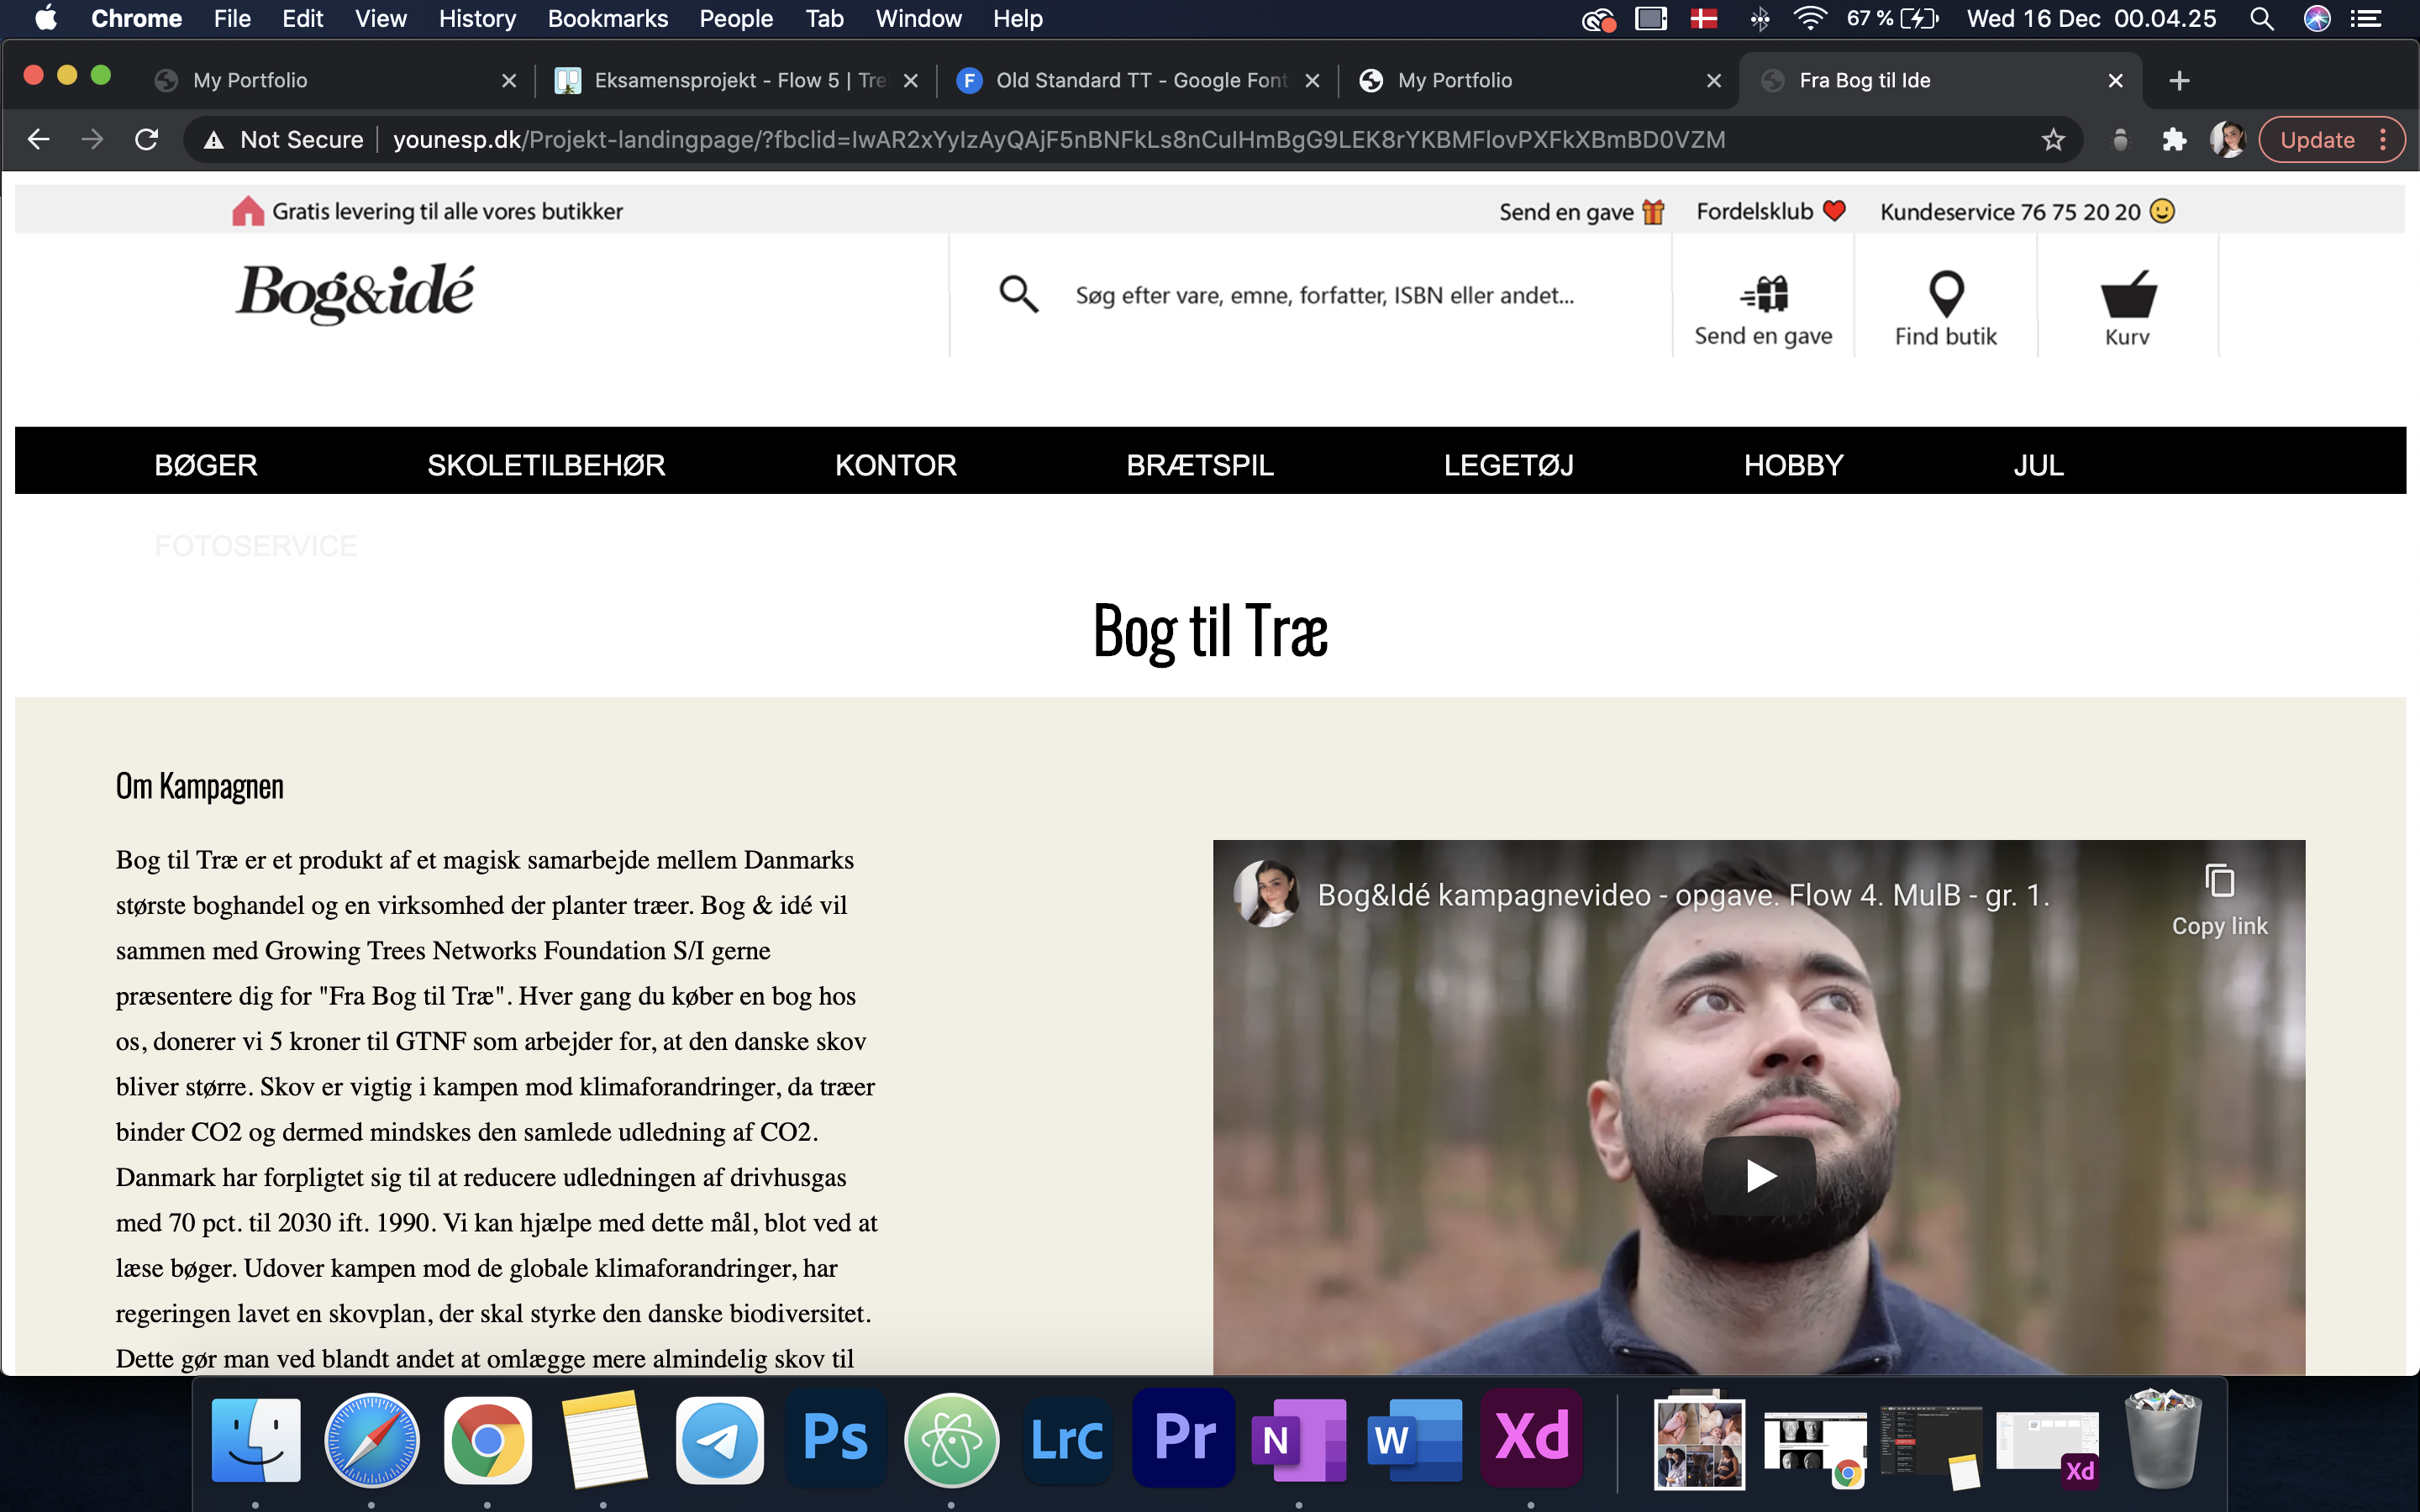 Chrome File Edit View History Bookmarks People Tab Window Help 67 % Wed 16 Dec 00.04.25
My Portfolio Eksamensprojekt - Flow 5 | Tre Old Standard TT - Google Font My Portfolio Fra Bog til Ide
Not Secure younesp.dk/Projekt-landingpage/?fbclid=IwAR2xYyIzAyQAjF5nBNFkLs8nCuIHmBgG9LEK8rYKBMFlovPXFkXBmBD0VZM Update
Gratis levering til alle vores butikker Send en gave Fordelsklub Kundeservice 76 75 20 20
Bog&idé Søg efter vare, emne, forfatter, ISBN eller andet...
Send en gave Find butik Kurv
BØGER SKOLETILBEHØR KONTOR BRÆTSPIL LEGETØJ HOBBY JUL
FOTOSERVICE
Bog til Træ
Om Kampagnen
Bog til Træ er et produkt af et magisk samarbejde mellem Danmarks
største boghandel og en virksomhed der planter træer. Bog & idé vil
sammen med Growing Trees Networks Foundation S/I gerne
præsentere dig for "Fra Bog til Træ". Hver gang du køber en bog hos
os, donerer vi 5 kroner til GTNF som arbejder for, at den danske skov
bliver større. Skov er vigtig i kampen mod klimaforandringer, da træer
binder CO2 og dermed mindskes den samlede udledning af CO2.
Danmark har forpligtet sig til at reducere udledningen af drivhusgas
med 70 pct. til 2030 ift. 1990. Vi kan hjælpe med dette mål, blot ved at
læse bøger. Udover kampen mod de globale klimaforandringer, har
regeringen lavet en skovplan, der skal styrke den danske biodiversitet.
Dette gør man ved blandt andet at omlægge mere almindelig skov til
Bog&Idé kampagnevideo - opgave. Flow 4. MulB - gr. 1.
Copy link
Ps LrC Pr N W Xd Xd